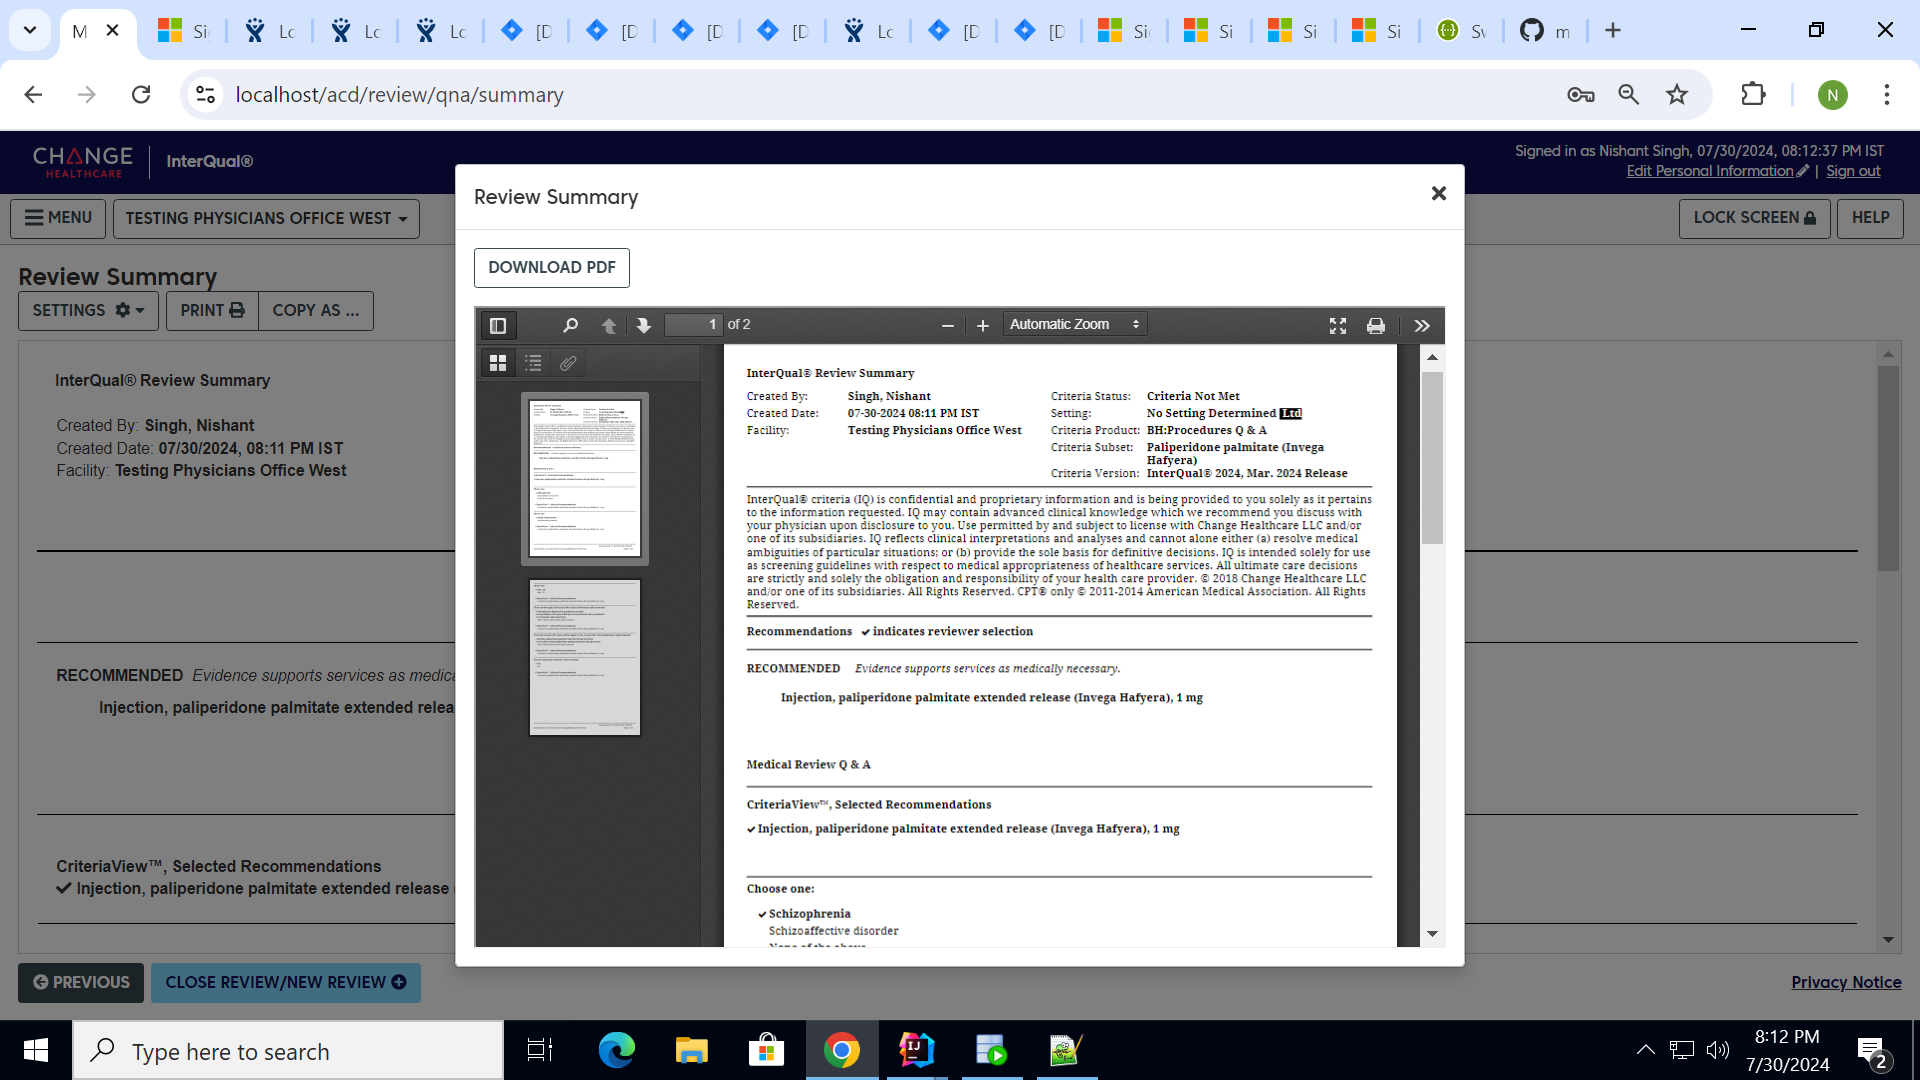 M
Si
Lo
Lo
Lo
[D
[D
[D
[D
Lo
[D
[D
Si
Si
Si
Si
Sv
m
localhost/acd/review/qna/summary
N
CHANGE
HEALTHCARE
InterQual®
Signed in as Nishant Singh, 07/30/2024, 08:12:37 PM IST
Edit Personal Information | Sign out
MENU
TESTING PHYSICIANS OFFICE WEST
LOCK SCREEN
HELP
Review Summary
SETTINGS
PRINT
COPY AS ...
InterQual® Review Summary
Created By: Singh, Nishant
Created Date: 07/30/2024, 08:11 PM IST
Facility: Testing Physicians Office West
RECOMMENDED Evidence supports services as medica
Injection, paliperidone palmitate extended relea
CriteriaView™, Selected Recommendations
✓ Injection, paliperidone palmitate extended release (
PREVIOUS
CLOSE REVIEW/NEW REVIEW
Privacy Notice
Review Summary
DOWNLOAD PDF
1 of 2
Automatic Zoom
InterQual® Review Summary
Created By: Singh, Nishant
Created Date: 07-30-2024 08:11 PM IST
Facility: Testing Physicians Office West
Criteria Status: Criteria Not Met
Setting: No Setting Determined Ltd
Criteria Product: BH:Procedures Q & A
Criteria Subset: Paliperidone palmitate (Invega
Hafyera)
Criteria Version: InterQual® 2024, Mar. 2024 Release
InterQual® criteria (IQ) is confidential and proprietary information and is being provided to you solely as it pertains
to the information requested. IQ may contain advanced clinical knowledge which we recommend you discuss with
your physician upon disclosure to you. Use permitted by and subject to license with Change Healthcare LLC and/or
one of its subsidiaries. IQ reflects clinical interpretations and analyses and cannot alone either (a) resolve medical
ambiguities of particular situations; or (b) provide the sole basis for definitive decisions. IQ is intended solely for use
as screening guidelines with respect to medical appropriateness of healthcare services. All ultimate care decisions
are strictly and solely the obligation and responsibility of your health care provider. © 2018 Change Healthcare LLC
and/or one of its subsidiaries. All Rights Reserved. CPT® only © 2011-2014 American Medical Association. All Rights
Reserved.
Recommendations ✓ indicates reviewer selection
RECOMMENDED Evidence supports services as medically necessary.
Injection, paliperidone palmitate extended release (Invega Hafyera), 1 mg
Medical Review Q & A
CriteriaView™, Selected Recommendations
✓ Injection, paliperidone palmitate extended release (Invega Hafyera), 1 mg
Choose one:
✓ Schizophrenia
Schizoaffective disorder
None of the above
Type here to search
8:12 PM
7/30/2024
2